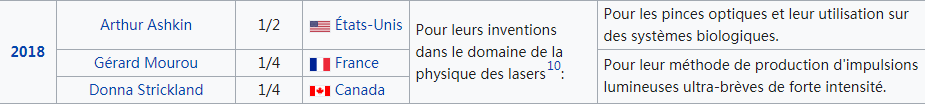 2018
Arthur Ashkin 1/2 États-Unis
Gérard Mourou 1/4 France
Donna Strickland 1/4 Canada
Pour leurs inventions
dans le domaine de la
physique des lasers10:
Pour les pinces optiques et leur utilisation sur
des systèmes biologiques.
Pour leur méthode de production d'impulsions
lumineuses ultra-brèves de forte intensité.